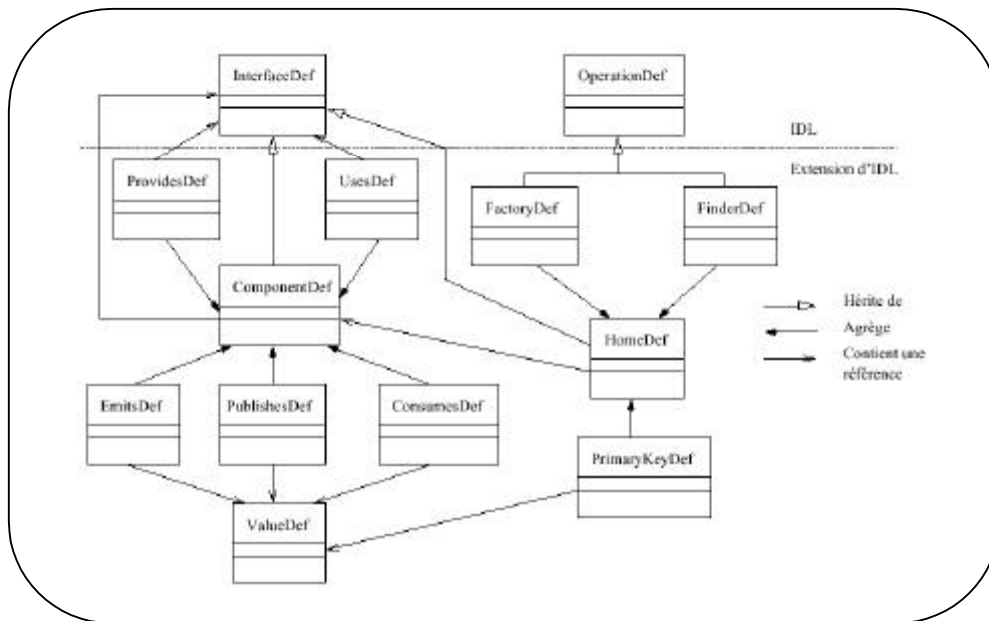 InterfaceDef
OperationDef
IDL
Extension d'IDL
ProvidesDef
UsesDef
FactoryDef
FinderDef
ComponentDef
HomeDef
Hérite de
Agrège
Contient une
référence
EmitsDef
PublishesDef
ConsumesDef
PrimaryKeyDef
ValueDef